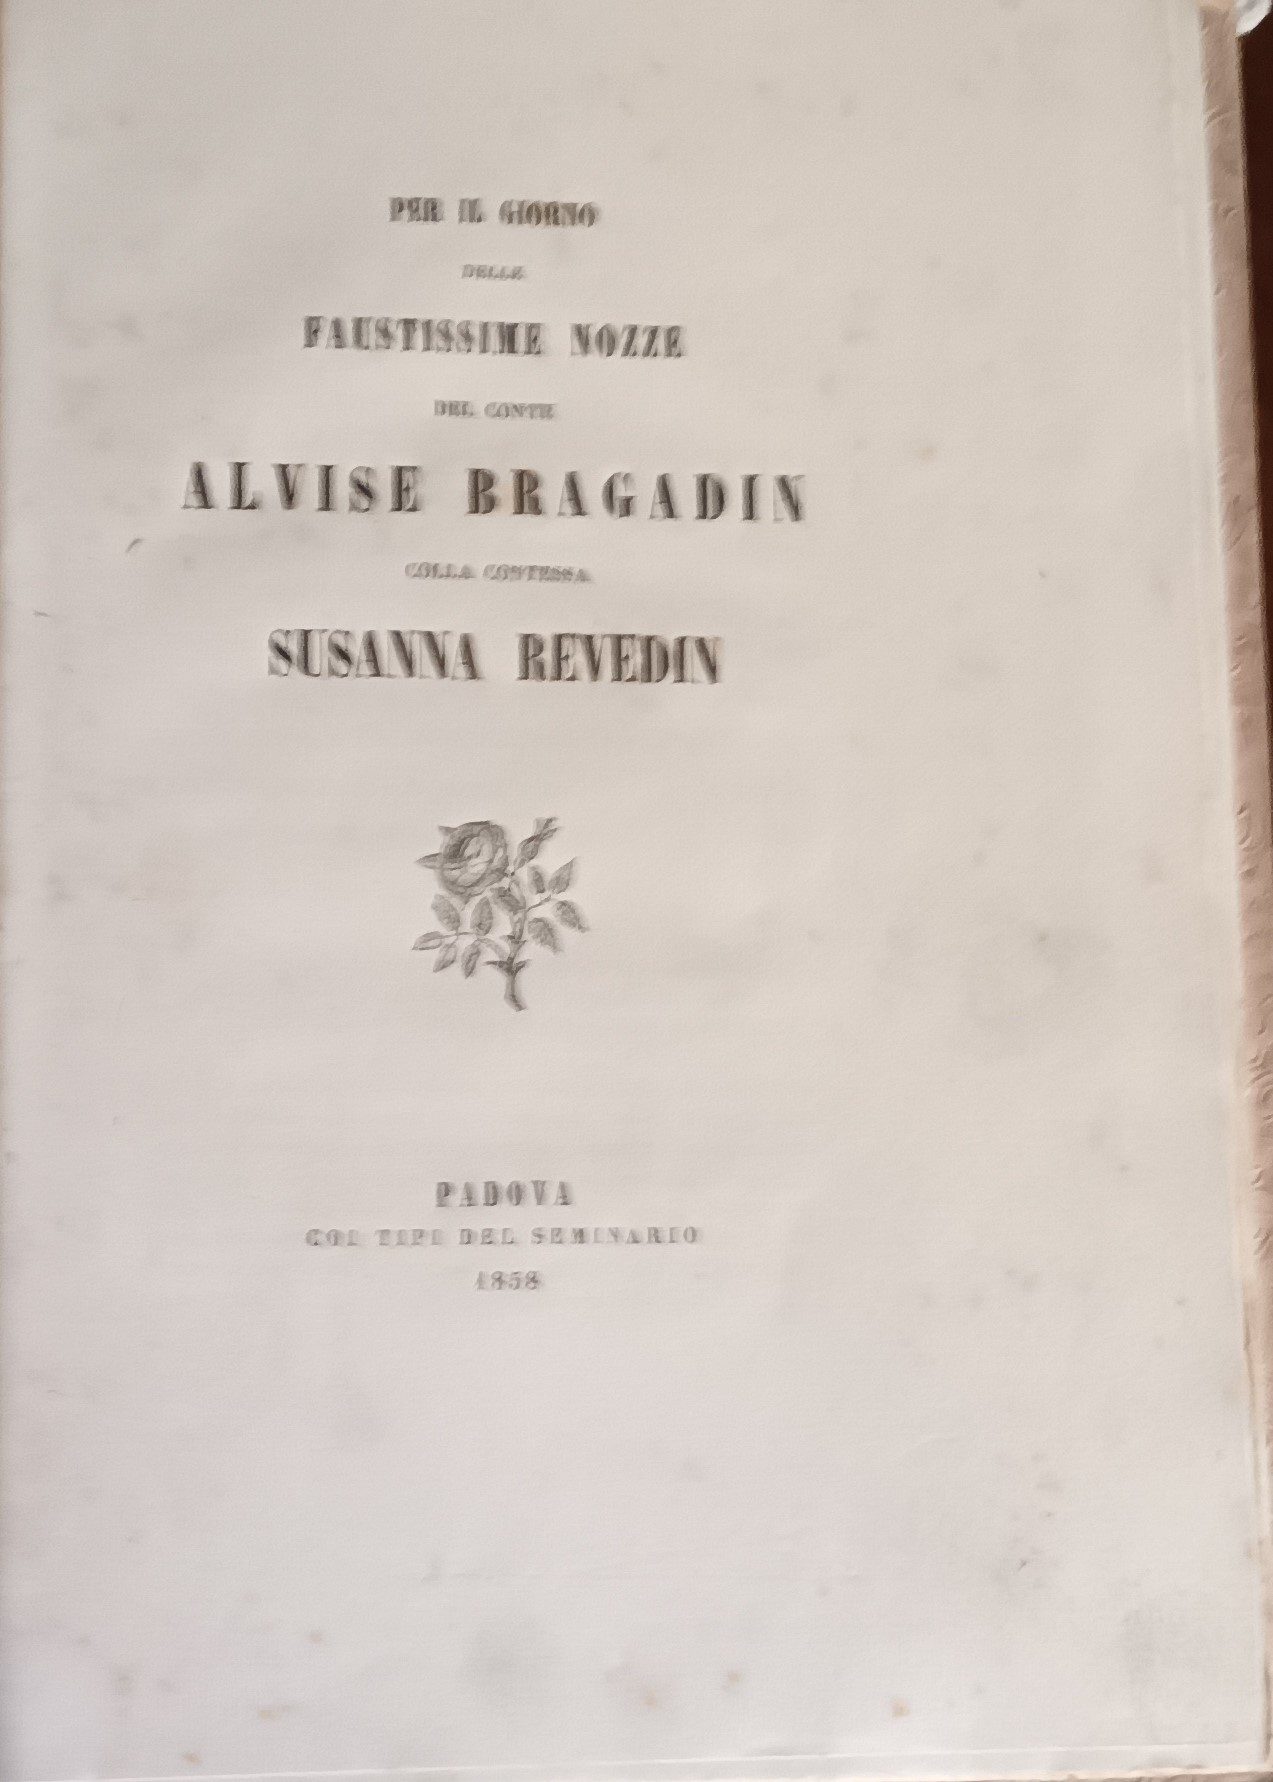 PER IL GIORNO
DELLE
FAUSTISSIME NOZZE
DEL CONTE
ALVISE BRAGADIN
COLLA CONTESSA
SUSANNA REVEDIN
PADOVA
COI TIPI DEL SEMINARIO
1858